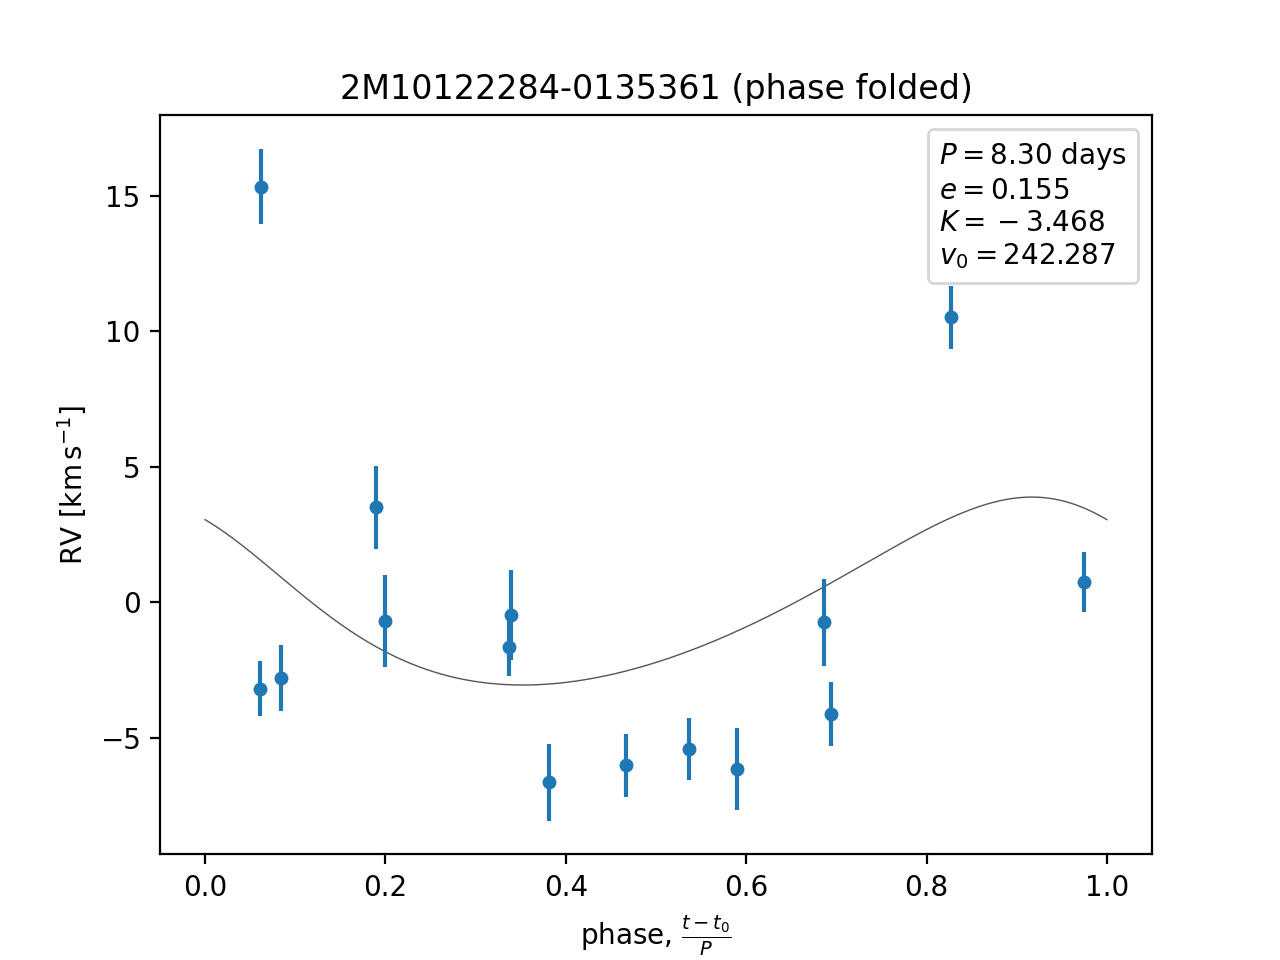 2M10122284-0135361 (phase folded)
P = 8.30 days
e = 0.155
K = −3.468
v₀ = 242.287
15
10
5
0
−5
RV [km s⁻¹]
0.0 0.2 0.4 0.6 0.8 1.0
phase, (t − t₀)/P